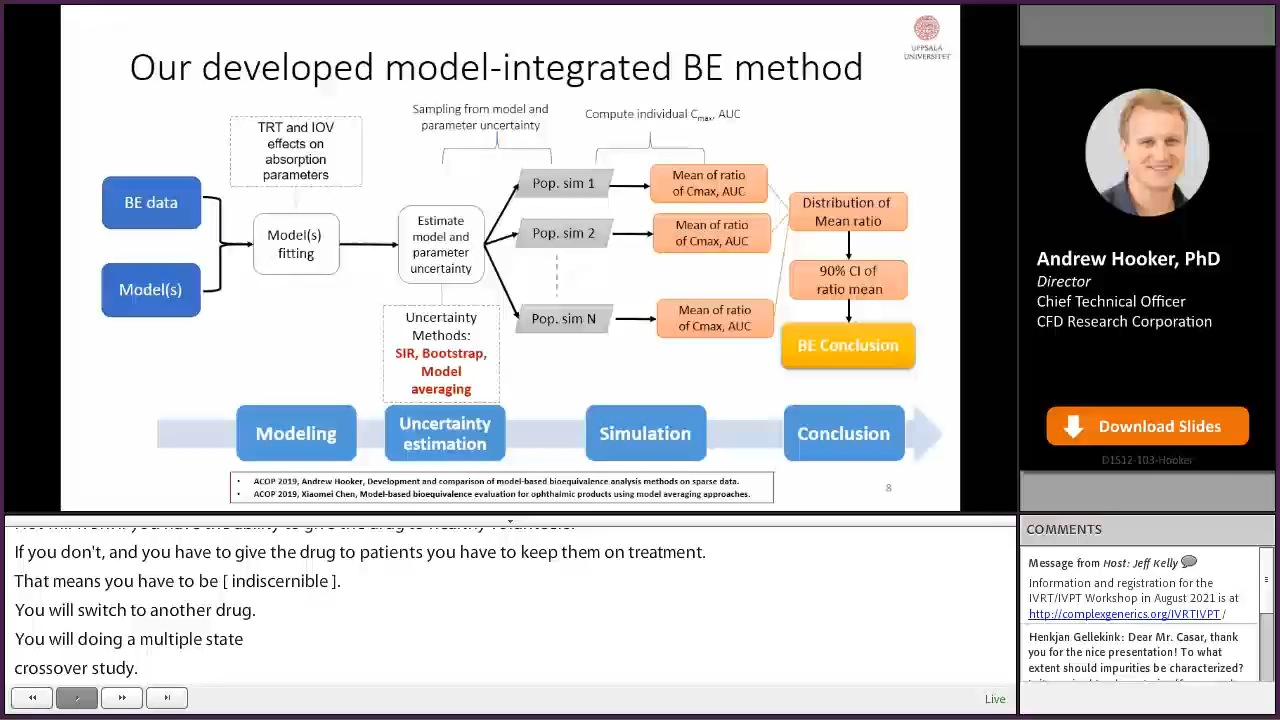 Our developed model-integrated BE method
UPPSALA
UNIVERSITET
Sampling from model and
parameter uncertainty
Compute individual Cmax, AUC
TRT and IOV
effects on
absorption
parameters
BE data
Model(s)
Model(s)
fitting
Estimate
model and
parameter
uncertainty
Uncertainty
Methods:
SIR, Bootstrap,
Model
averaging
Pop. sim 1
Pop. sim 2
Pop. sim N
Mean of ratio
of Cmax, AUC
Mean of ratio
of Cmax, AUC
Mean of ratio
of Cmax, AUC
Distribution of
Mean ratio
90% CI of
ratio mean
BE Conclusion
Modeling
Uncertainty
estimation
Simulation
Conclusion
• ACOP 2019, Andrew Hooker, Development and comparison of model-based bioequivalence analysis methods on sparse data.
• ACOP 2019, Xiaomei Chen, Model-based bioequivalence evaluation for ophthalmic products using model averaging approaches.
8
Andrew Hooker, PhD
Director
Chief Technical Officer
CFD Research Corporation
Download Slides
D1S12-103-Hooker
If you don't, and you have to give the drug to patients you have to keep them on treatment.
That means you have to be [ indiscernible ].
You will switch to another drug.
You will doing a multiple state
crossover study.
Live
COMMENTS
Message from Host: Jeff Kelly
Information and registration for the
IVRT/IVPT Workshop in August 2021 is at
http://complexgenerics.org/IVRTIVPT /
Henkjan Gellekink: Dear Mr. Casar, thank
you for the nice presentation! To what
extent should impurities be characterized?